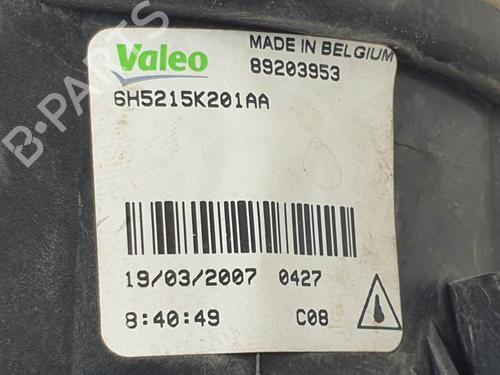 Valeo MADE IN BELGIUM
89203953
6H5215K201AA
19/03/2007 0427
8:40:49 C08
B-PARTS